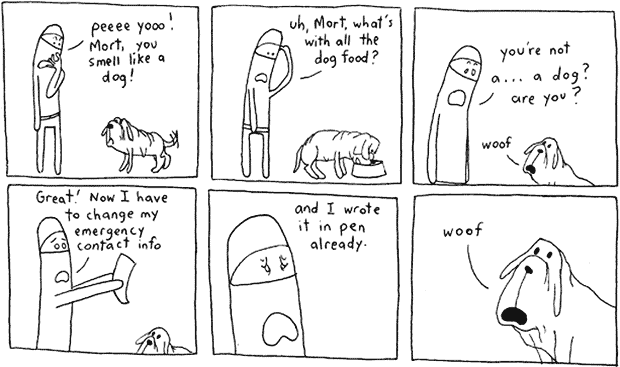 peeee yooo!
Mort, you
smell like a
dog!
uh, Mort, what's
with all the
dog food?
you're not
a... a dog?
are you?
woof
Great! Now I have
to change my
emergency
contact info
and I wrote
it in pen
already.
woof